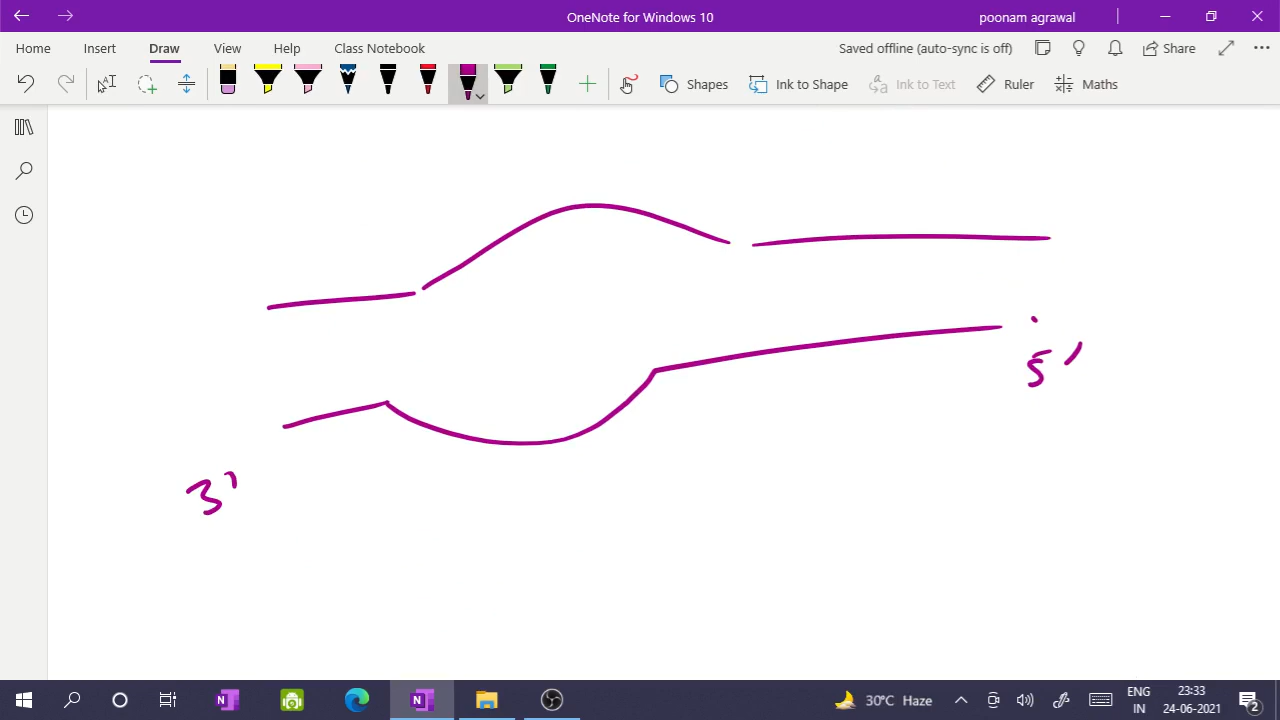 OneNote for Windows 10
poonam agrawal
Home Insert Draw View Help Class Notebook
Saved offline (auto-sync is off)
Share
Shapes Ink to Shape Ink to Text Ruler Maths
5'
3'
30°C Haze
ENG
IN
23:33
24-06-2021
2